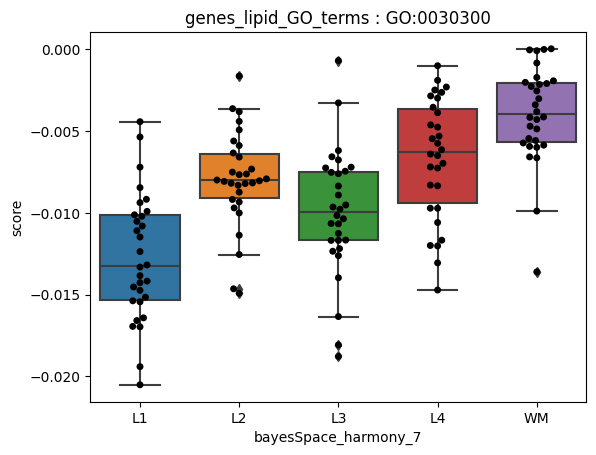 genes_lipid_GO_terms : GO:0030300
0.000
−0.005
−0.010
−0.015
−0.020
score
L1 L2 L3 L4 WM
bayesSpace_harmony_7